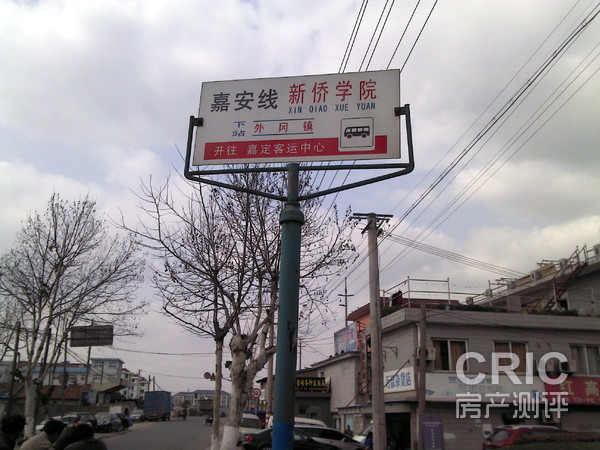 嘉安线 新侨学院
XIN QIAO XUE YUAN
下站 外冈镇
开往 嘉定客运中心
CRIC
房产测评